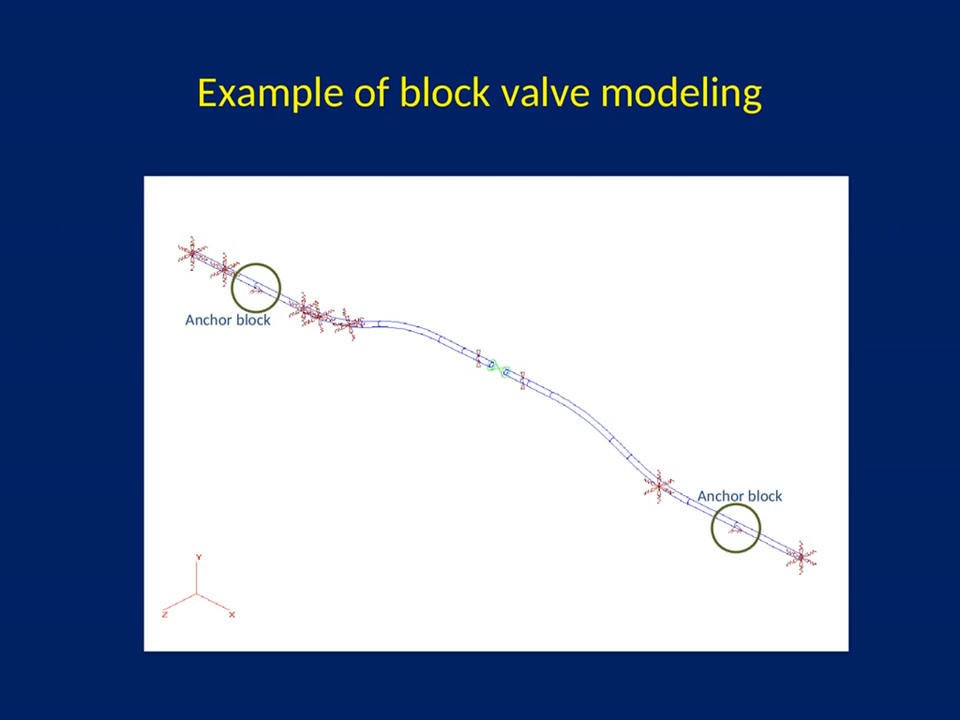 Example of block valve modeling
Anchor block
Anchor block
Y
Z
X